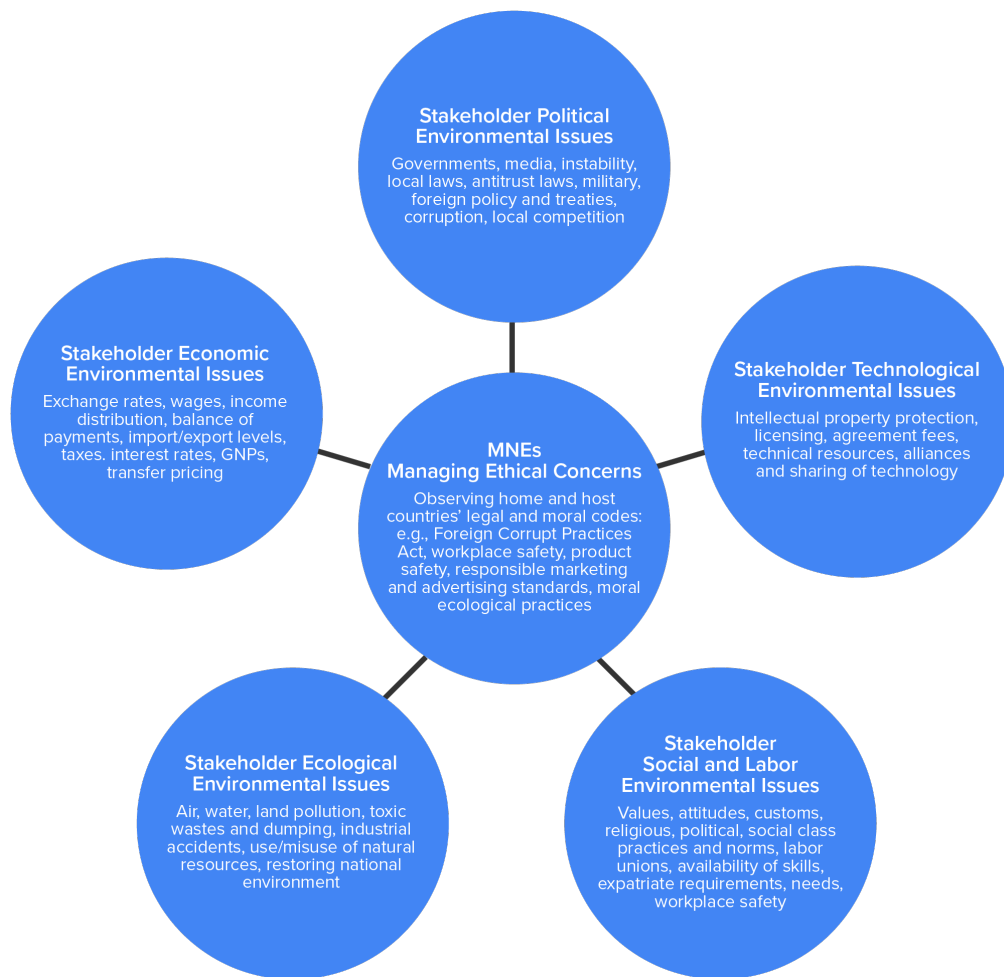 Stakeholder Political
Environmental Issues
Governments, media, instability,
local laws, antitrust laws, military,
foreign policy and treaties,
corruption, local competition
Stakeholder Economic
Environmental Issues
Exchange rates, wages, income
distribution, balance of
payments, import/export levels,
taxes. interest rates, GNPs,
transfer pricing
Stakeholder Technological
Environmental Issues
Intellectual property protection,
licensing, agreement fees,
technical resources, alliances
and sharing of technology
MNEs
Managing Ethical Concerns
Observing home and host
countries’ legal and moral codes:
e.g., Foreign Corrupt Practices
Act, workplace safety, product
safety, responsible marketing
and advertising standards, moral
ecological practices
Stakeholder Ecological
Environmental Issues
Air, water, land pollution, toxic
wastes and dumping, industrial
accidents, use/misuse of natural
resources, restoring national
environment
Stakeholder
Social and Labor
Environmental Issues
Values, attitudes, customs,
religious, political, social class
practices and norms, labor
unions, availability of skills,
expatriate requirements, needs,
workplace safety